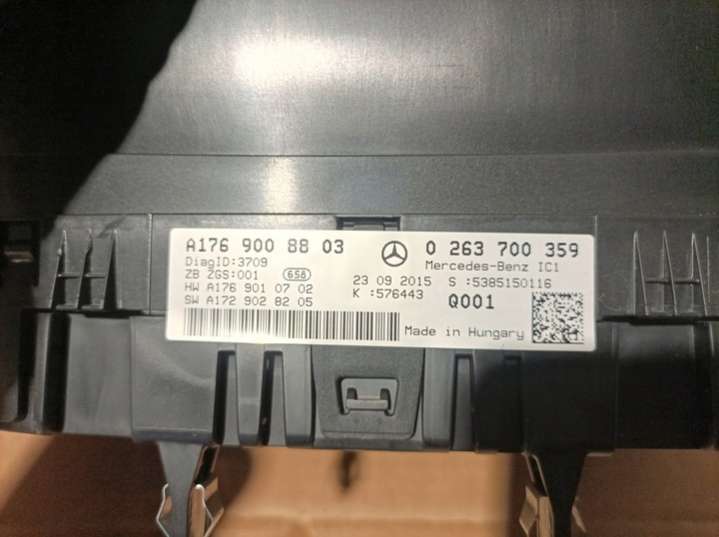 A176 900 88 03
0 263 700 359
DiagID:3709
Mercedes-Benz IC1
ZB ZGS:001
658
23 09 2015
S :5385150116
HW A176 901 07 02
K :576443
Q001
SW A172 902 82 05
Made in Hungary